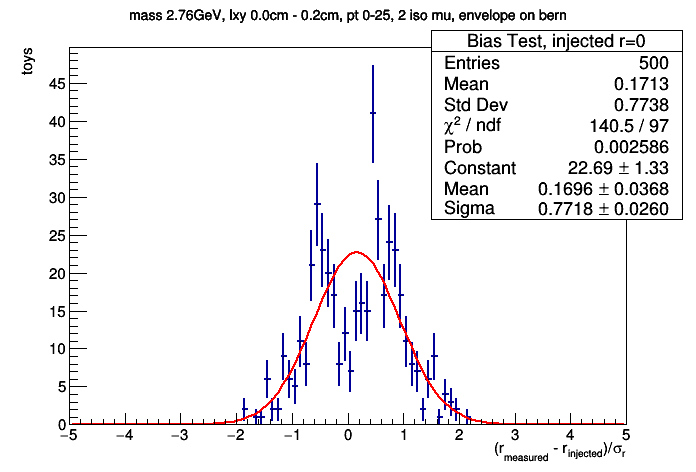 mass 2.76GeV, lxy 0.0cm - 0.2cm, pt 0-25, 2 iso mu, envelope on bern
Bias Test, injected r=0
Entries 500
Mean 0.1713
Std Dev 0.7738
χ² / ndf 140.5 / 97
Prob 0.002586
Constant 22.69 ± 1.33
Mean 0.1696 ± 0.0368
Sigma 0.7718 ± 0.0260
toys
45
40
35
30
25
20
15
10
5
0
−5 −4 −3 −2 −1 0 1 2 3 4 5
(r_measured - r_injected)/σ_r